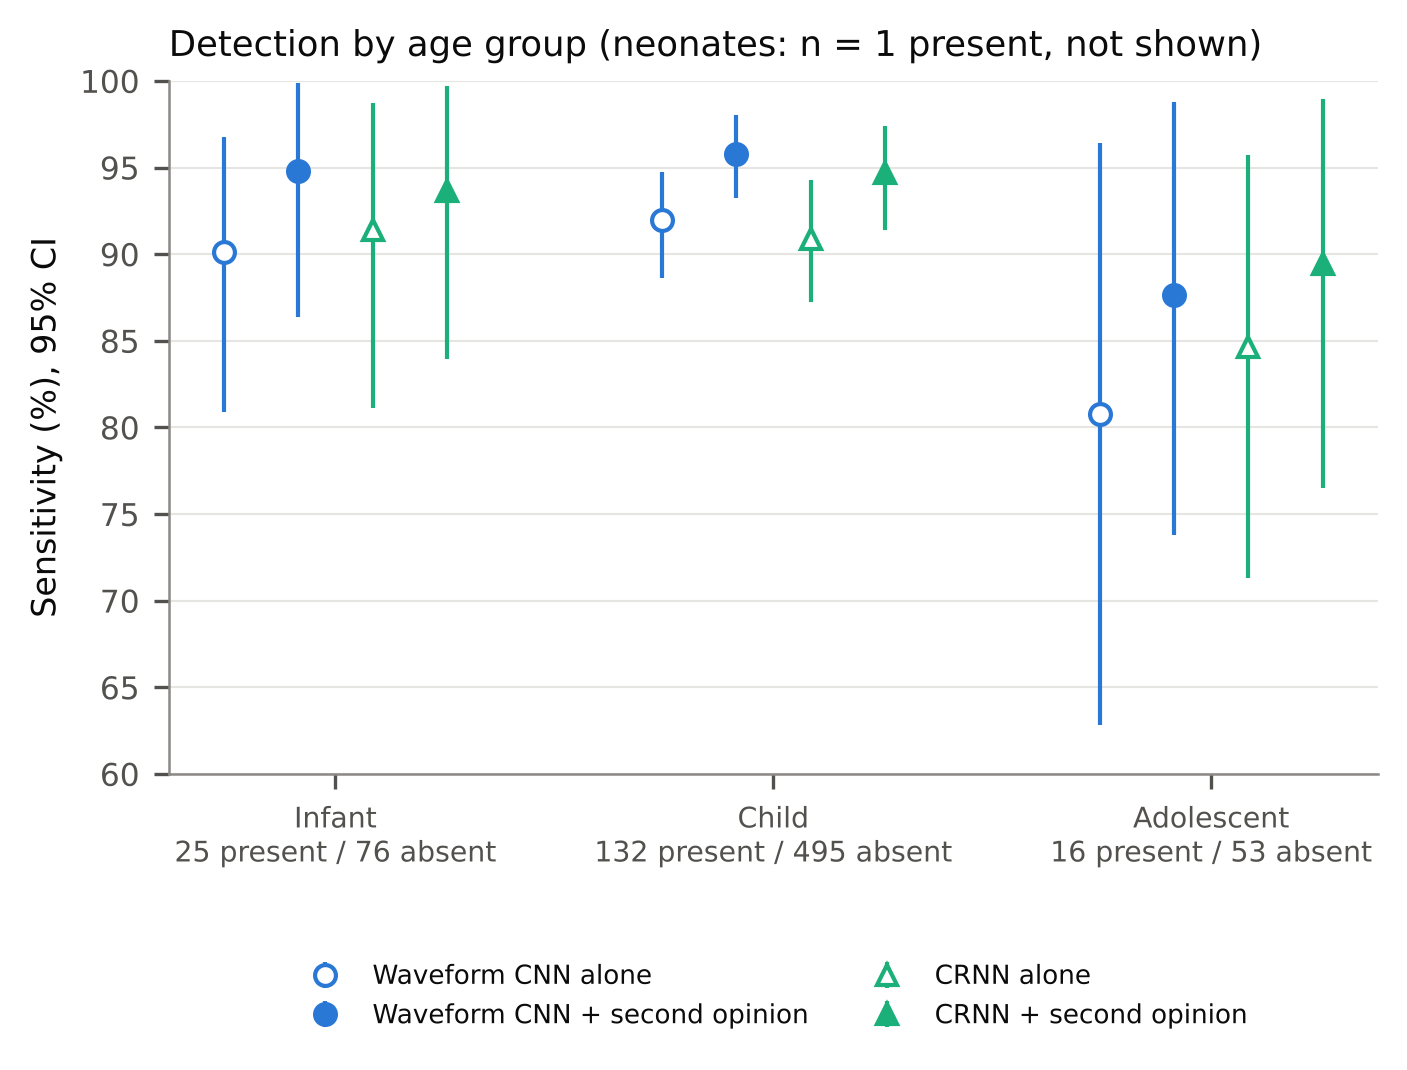 Detection by age group (neonates: n = 1 present, not shown)
Sensitivity (%), 95% CI
100
95
90
85
80
75
70
65
60
Infant
25 present / 76 absent
Child
132 present / 495 absent
Adolescent
16 present / 53 absent
Waveform CNN alone
Waveform CNN + second opinion
CRNN alone
CRNN + second opinion